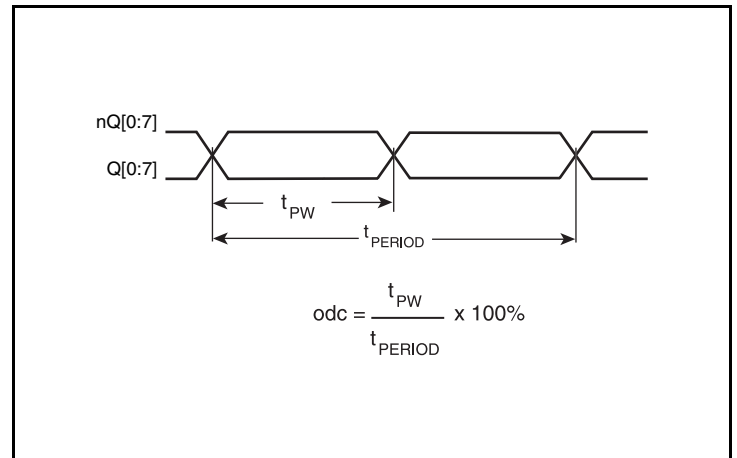 nQ[0:7]
Q[0:7]
tPW
tPERIOD
odc = tPW / tPERIOD x 100%